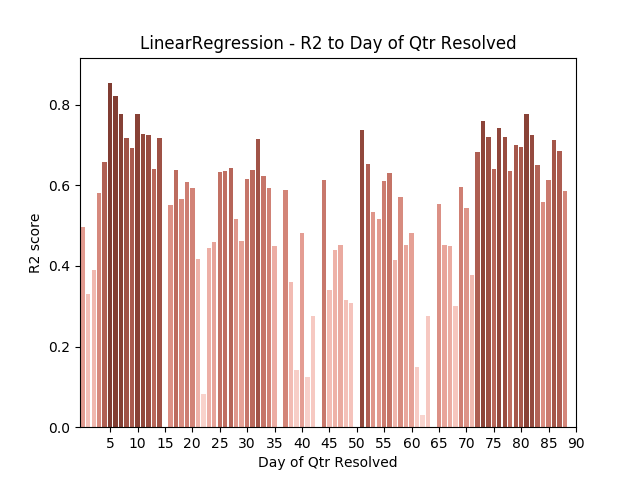 LinearRegression - R2 to Day of Qtr Resolved
0.8
0.6
0.4
0.2
0.0
R2 score
5 10 15 20 25 30 35 40 45 50 55 60 65 70 75 80 85 90
Day of Qtr Resolved